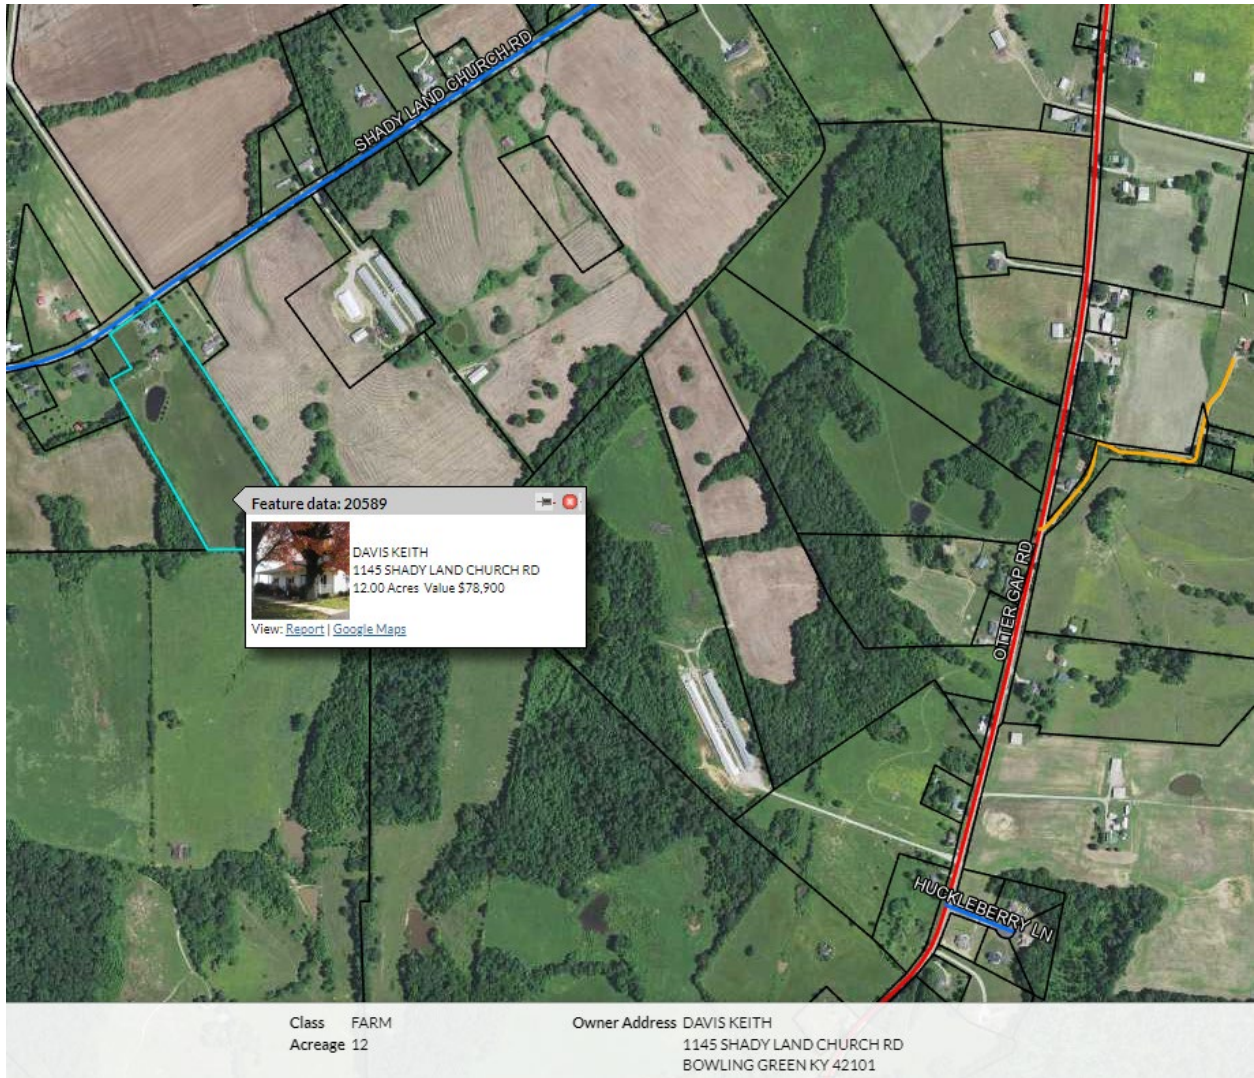 SHADY LAND CHURCH RD
Feature data: 20589
DAVIS KEITH
1145 SHADY LAND CHURCH RD
12.00 Acres Value $78,900
View: Report | Google Maps
OTTER GAP RD
HUCKLEBERRY LN
Class FARM
Acreage 12
Owner Address DAVIS KEITH
1145 SHADY LAND CHURCH RD
BOWLING GREEN KY 42101